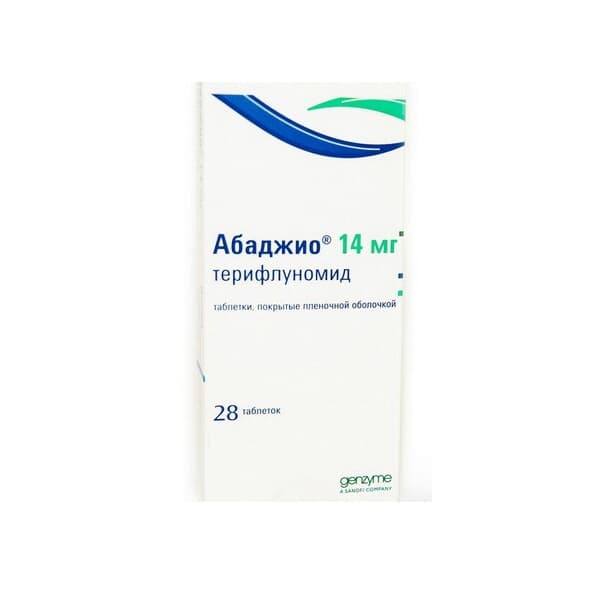 Абаджио® 14 мг
терифлуномид
таблетки, покрытые пленочной оболочкой
28 таблеток
genzyme
A SANOFI COMPANY